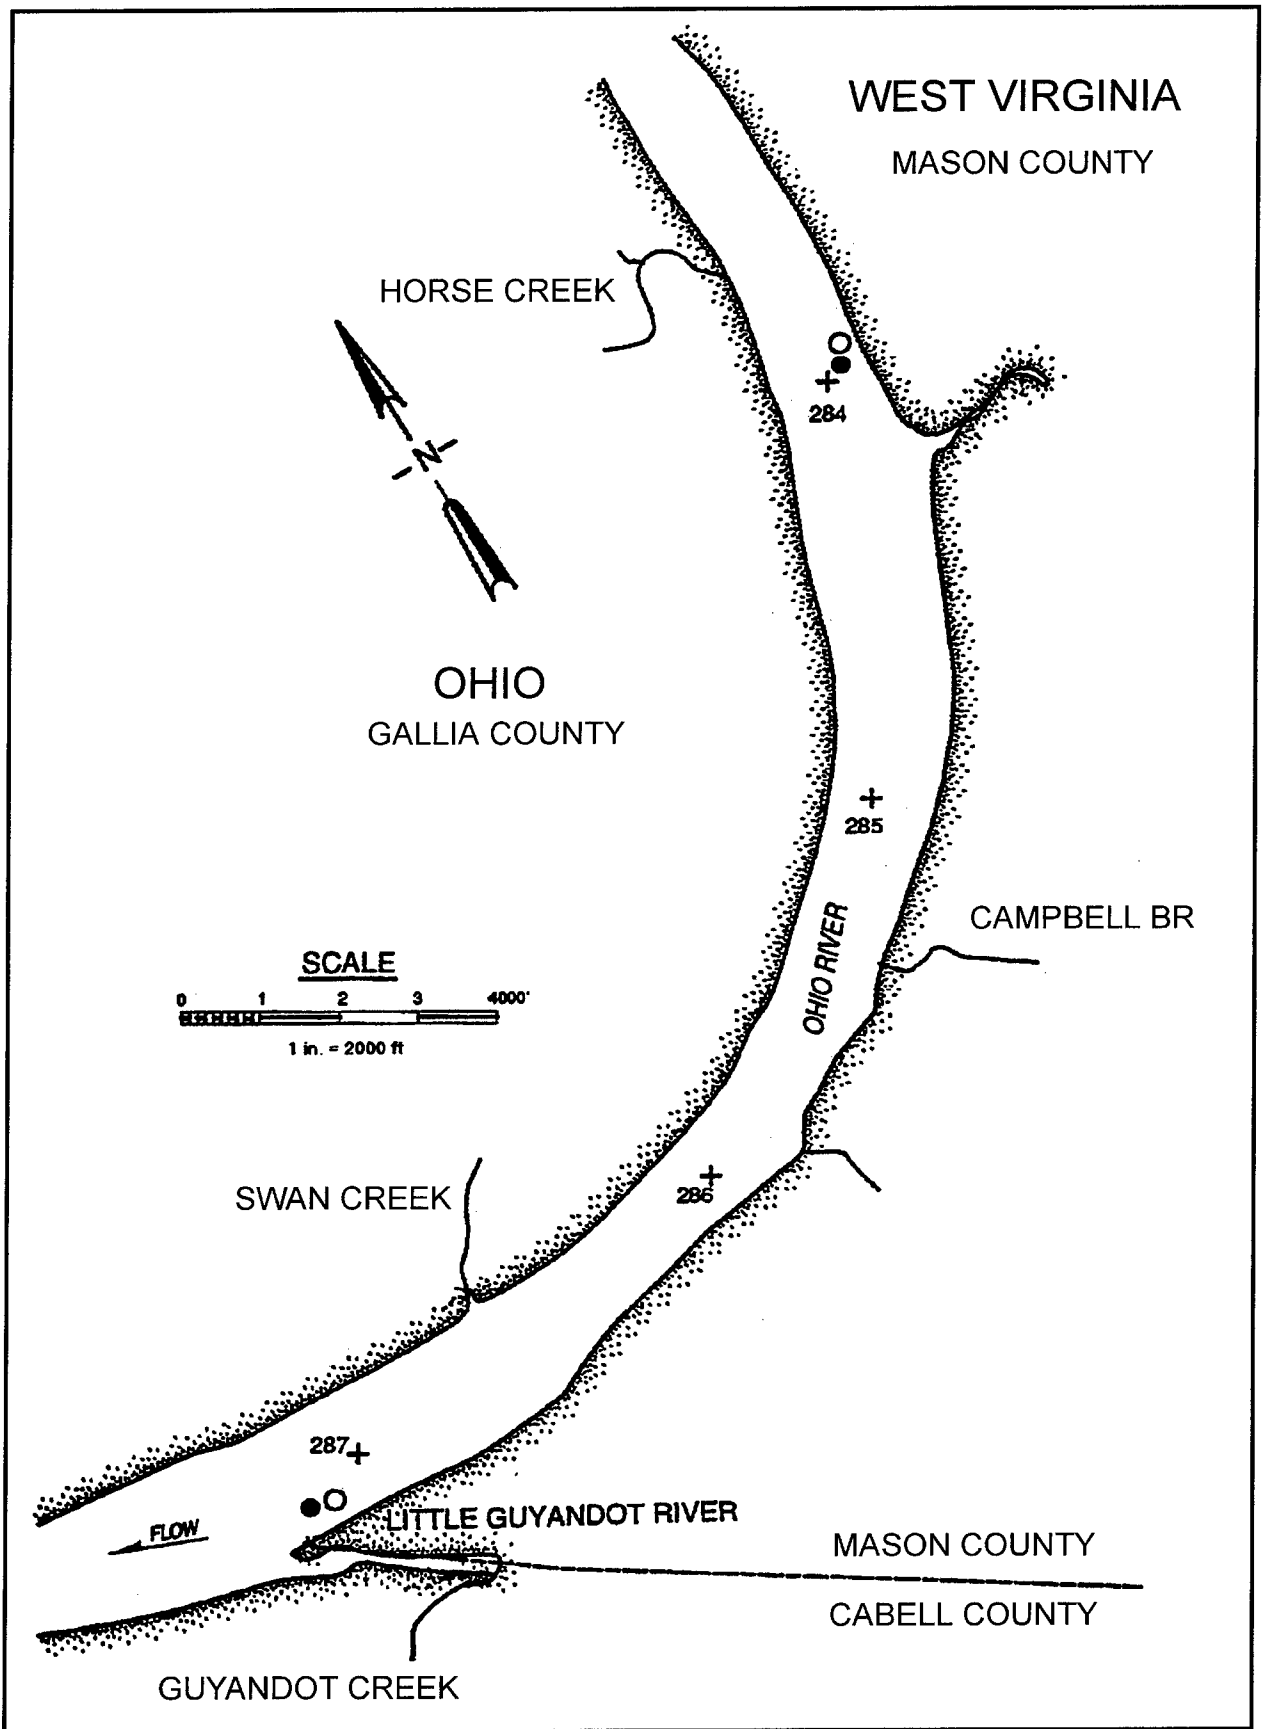 WEST VIRGINIA
MASON COUNTY
HORSE CREEK
284
N
OHIO
GALLIA COUNTY
285
OHIO RIVER
CAMPBELL BR
SCALE
0 1 2 3 4000'
1 in. = 2000 ft
286
SWAN CREEK
287
LITTLE GUYANDOT RIVER
FLOW
MASON COUNTY
CABELL COUNTY
GUYANDOT CREEK